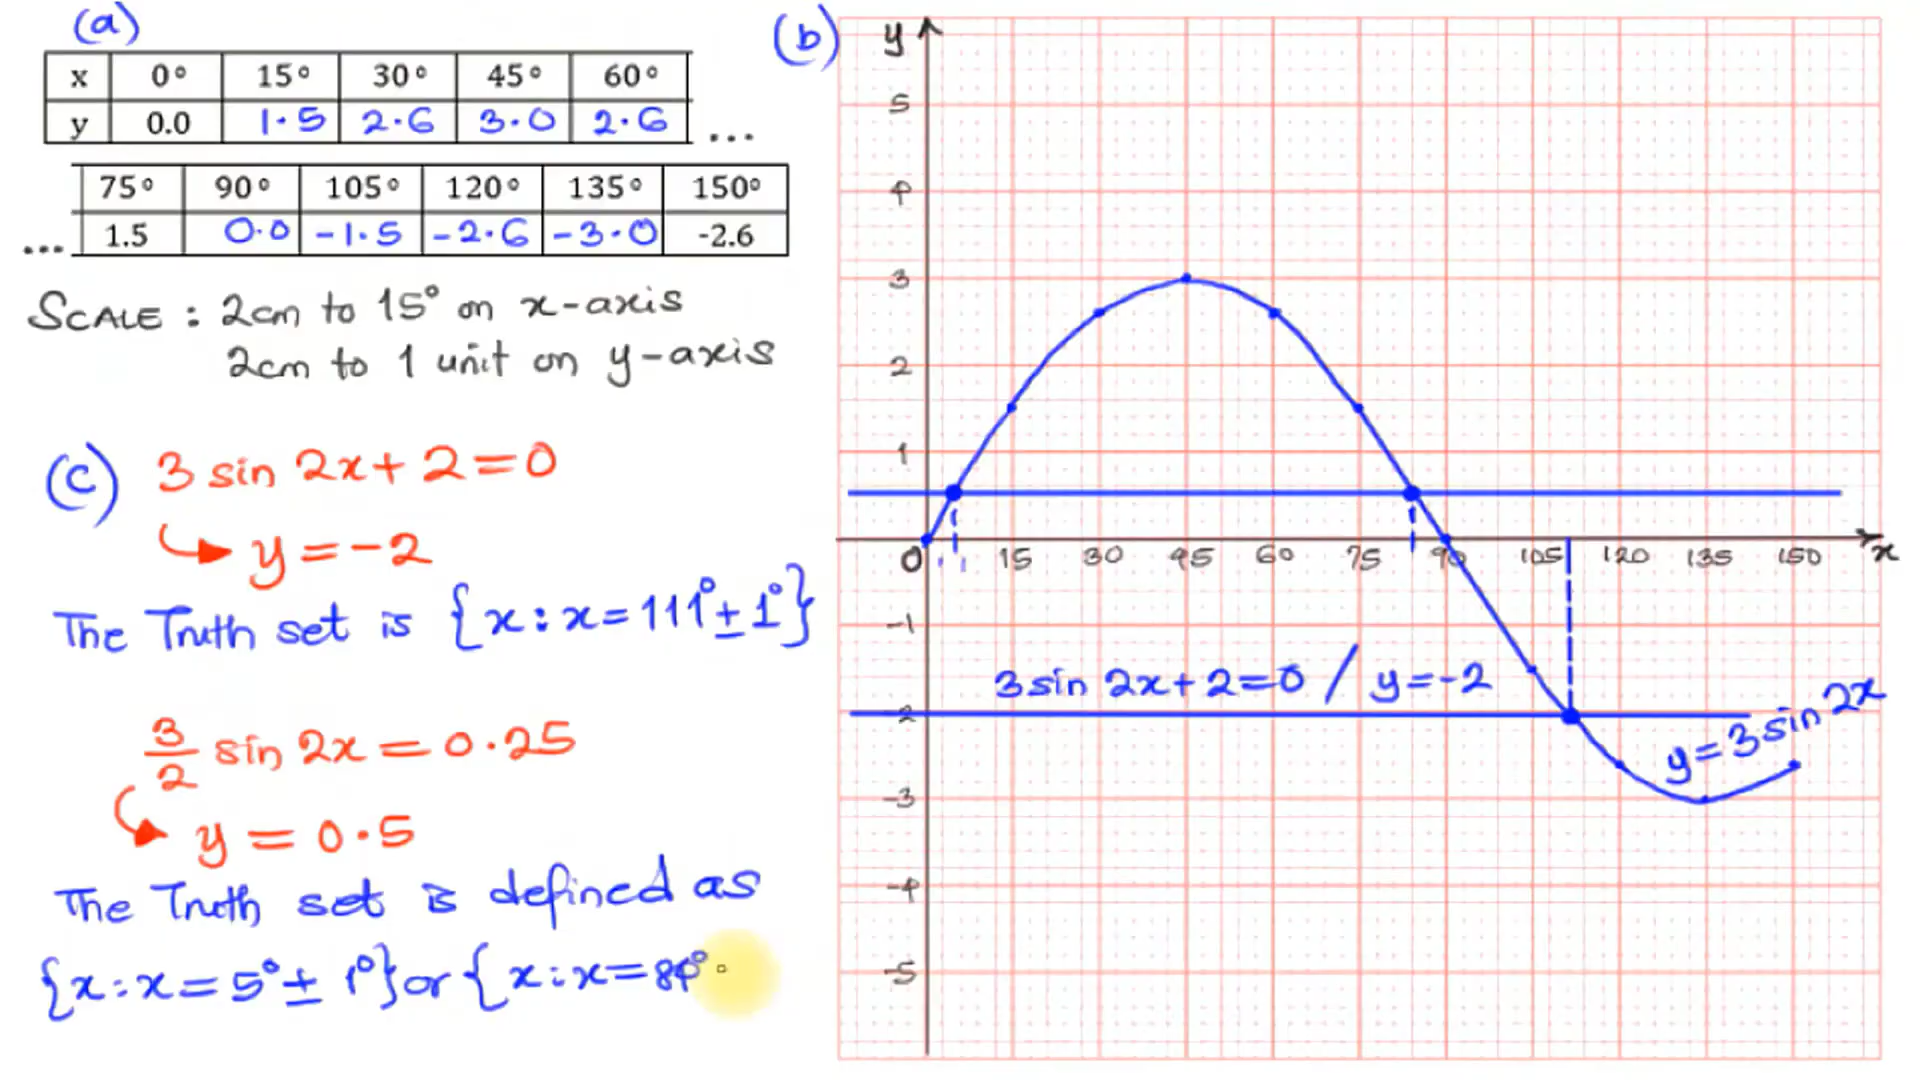 (a)
x 0° 15° 30° 45° 60°
y 0.0 1.5 2.6 3.0 2.6 ...
75° 90° 105° 120° 135° 150°
... 1.5 0.0 -1.5 -2.6 -3.0 -2.6
SCALE : 2cm to 15° on x-axis
2cm to 1 unit on y-axis
(c) 3 sin 2x + 2 = 0
y = -2
The Truth set is {x : x = 111° ± 1°}
3/2 sin 2x = 0.25
y = 0.5
The Truth set is defined as
{x : x = 5° ± 1°} or {x : x = 84°
(b)
y
5
4
3
2
1
0 15 30 45 60 75 90 105 120 135 150 x
-1
3 sin 2x + 2 = 0 / y = -2
-2
y = 3 sin 2x
-3
-4
-5